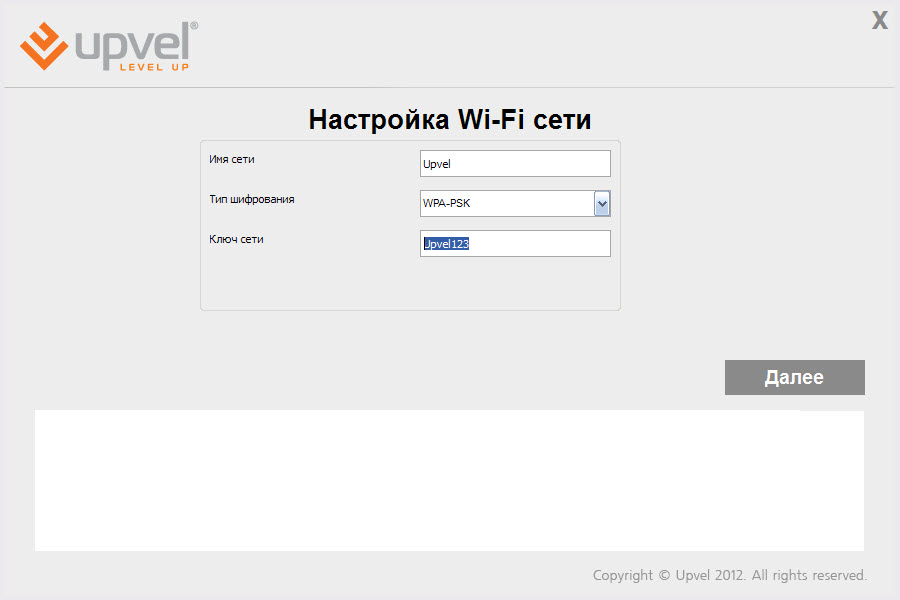 upvel®
LEVEL UP
X
Настройка Wi-Fi сети
Имя сети
Upvel
Тип шифрования
WPA-PSK
Ключ сети
Upvel123
Далее
Copyright © Upvel 2012. All rights reserved.